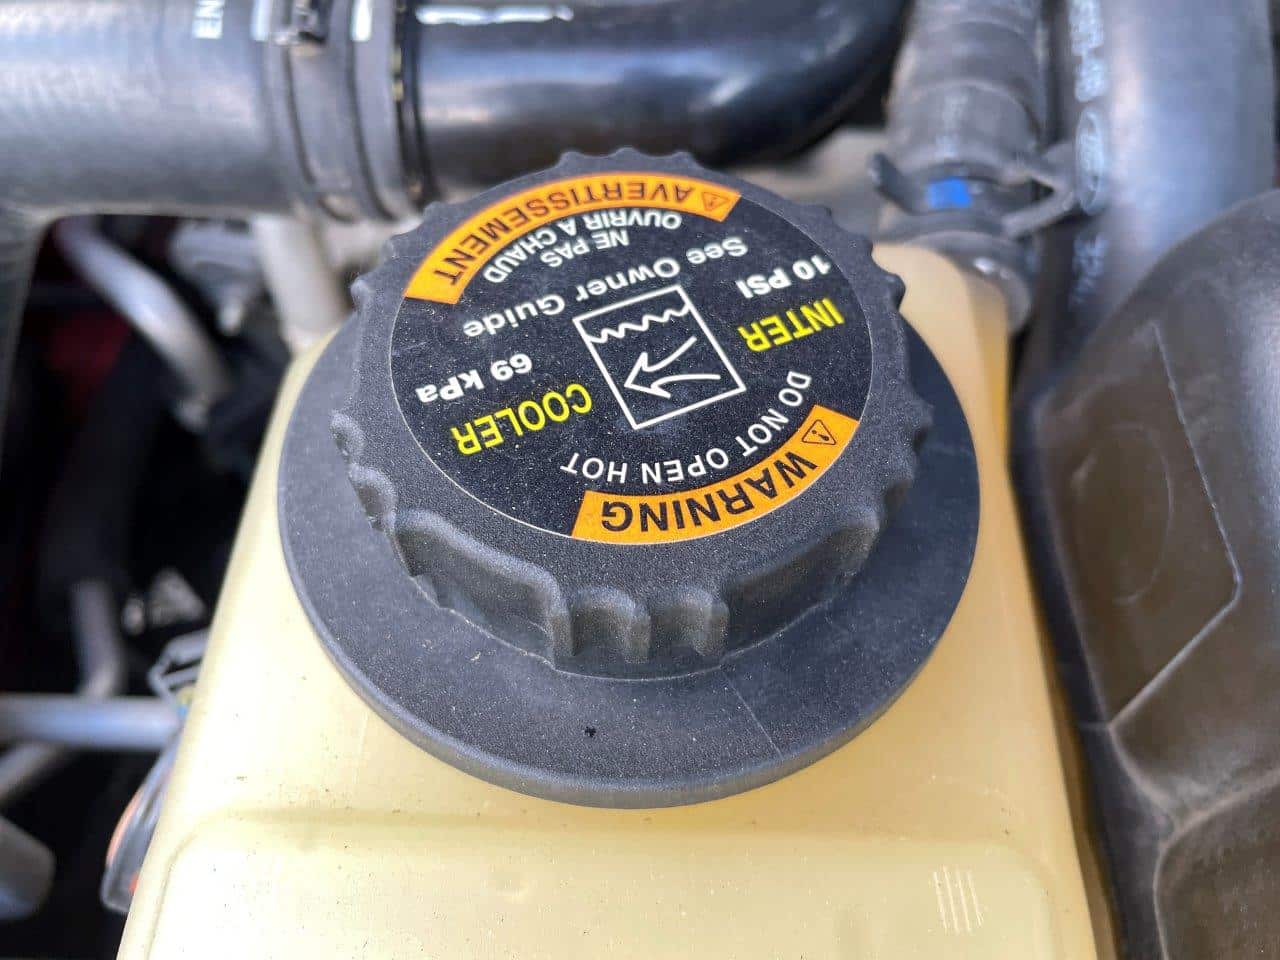 AVERTISSEMENT
NE PAS
OUVRIR A CHAUD
See Owner Guide
10 PSI
69 kPa
INTER
COOLER
DO NOT OPEN HOT
WARNING